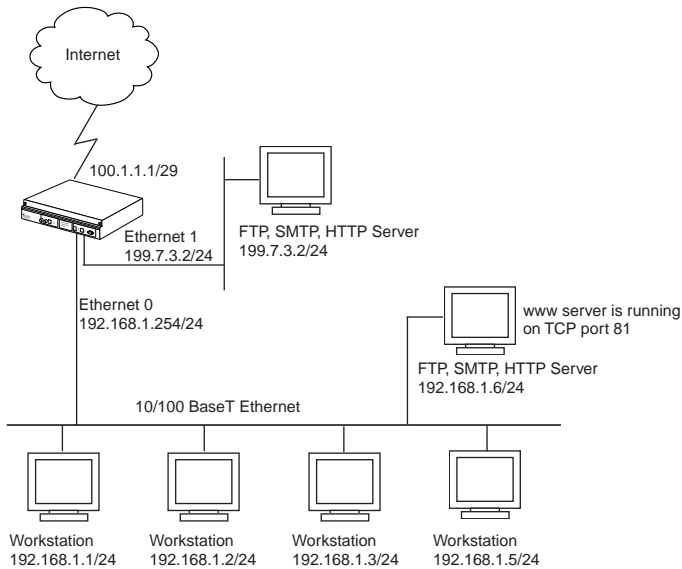 Internet
100.1.1.1/29
Ethernet 1
199.7.3.2/24
FTP, SMTP, HTTP Server
199.7.3.2/24
Ethernet 0
192.168.1.254/24
www server is running
on TCP port 81
FTP, SMTP, HTTP Server
192.168.1.6/24
10/100 BaseT Ethernet
Workstation
192.168.1.1/24
Workstation
192.168.1.2/24
Workstation
192.168.1.3/24
Workstation
192.168.1.5/24